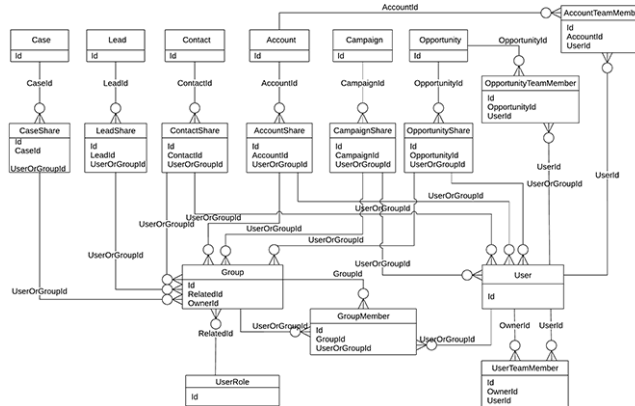 AccountId
AccountTeamMemb
Id
AccountId
UserId
Case
Id
Lead
Id
Contact
Id
Account
Id
Campaign
Id
Opportunity
Id
OpportunityId
CaseId
LeadId
ContactId
AccountId
CampaignId
OpportunityId
OpportunityTeamMember
Id
OpportunityId
UserId
CaseShare
Id
CaseId
UserOrGroupId
LeadShare
Id
LeadId
UserOrGroupId
ContactShare
Id
ContactId
UserOrGroupId
AccountShare
Id
AccountId
UserOrGroupId
CampaignShare
Id
CampaignId
UserOrGroupId
OpportunityShare
Id
OpportunityId
UserOrGroupId
UserId
UserOrGroupId
UserId
UserOrGroupId
UserOrGroupId
UserOrGroupId
UserOrGroupId
UserOrGroupId
UserOrGroupId
UserOrGroupId
UserOrGroupId
UserOrGroupId
Group
Id
RelatedId
OwnerId
GroupId
User
Id
UserOrGroupId
RelatedId
UserOrGroupId
GroupMember
Id
GroupId
UserOrGroupId
UserOrGroupId
OwnerId
UserId
UserRole
Id
UserTeamMember
Id
OwnerId
UserId